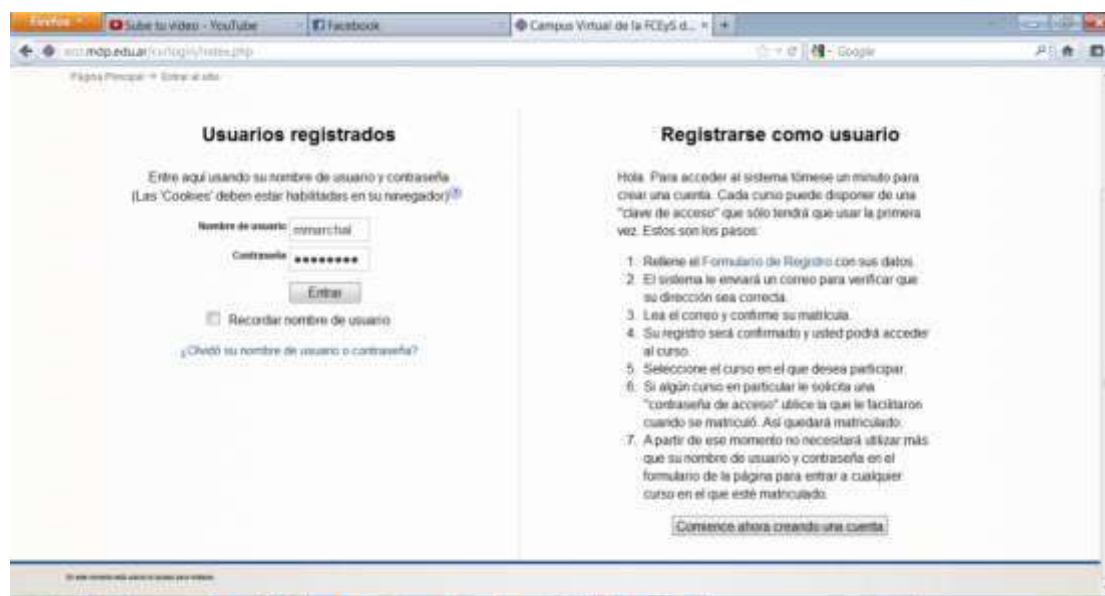 Firefox
Sube tu video - YouTube
Facebook
Campus Virtual de la FCEyS d...
mdp.edu.ar
Google
Página Principal
Entrar al sitio
Usuarios registrados
Entre aquí usando su nombre de usuario y contraseña
(Las 'Cookies' deben estar habilitadas en su navegador)
Nombre de usuario
mmarchal
Contraseña
Entrar
Recordar nombre de usuario
¿Olvidó su nombre de usuario o contraseña?
Registrarse como usuario
Hola. Para acceder al sistema tómese un minuto para
crear una cuenta. Cada curso puede disponer de una
"clave de acceso" que sólo tendrá que usar la primera
vez. Estos son los pasos:
1. Rellene el Formulario de Registro con sus datos.
2. El sistema le enviará un correo para verificar que
su dirección sea correcta.
3. Lea el correo y confirme su matrícula.
4. Su registro será confirmado y usted podrá acceder
al curso.
5. Seleccione el curso en el que desea participar.
6. Si algún curso en particular le solicita una
"contraseña de acceso" utilice la que le facilitaron
cuando se matriculó. Así quedará matriculado.
7. A partir de ese momento no necesitará utilizar más
que su nombre de usuario y contraseña en el
formulario de la página para entrar a cualquier
curso en el que esté matriculado.
Comience ahora creando una cuenta